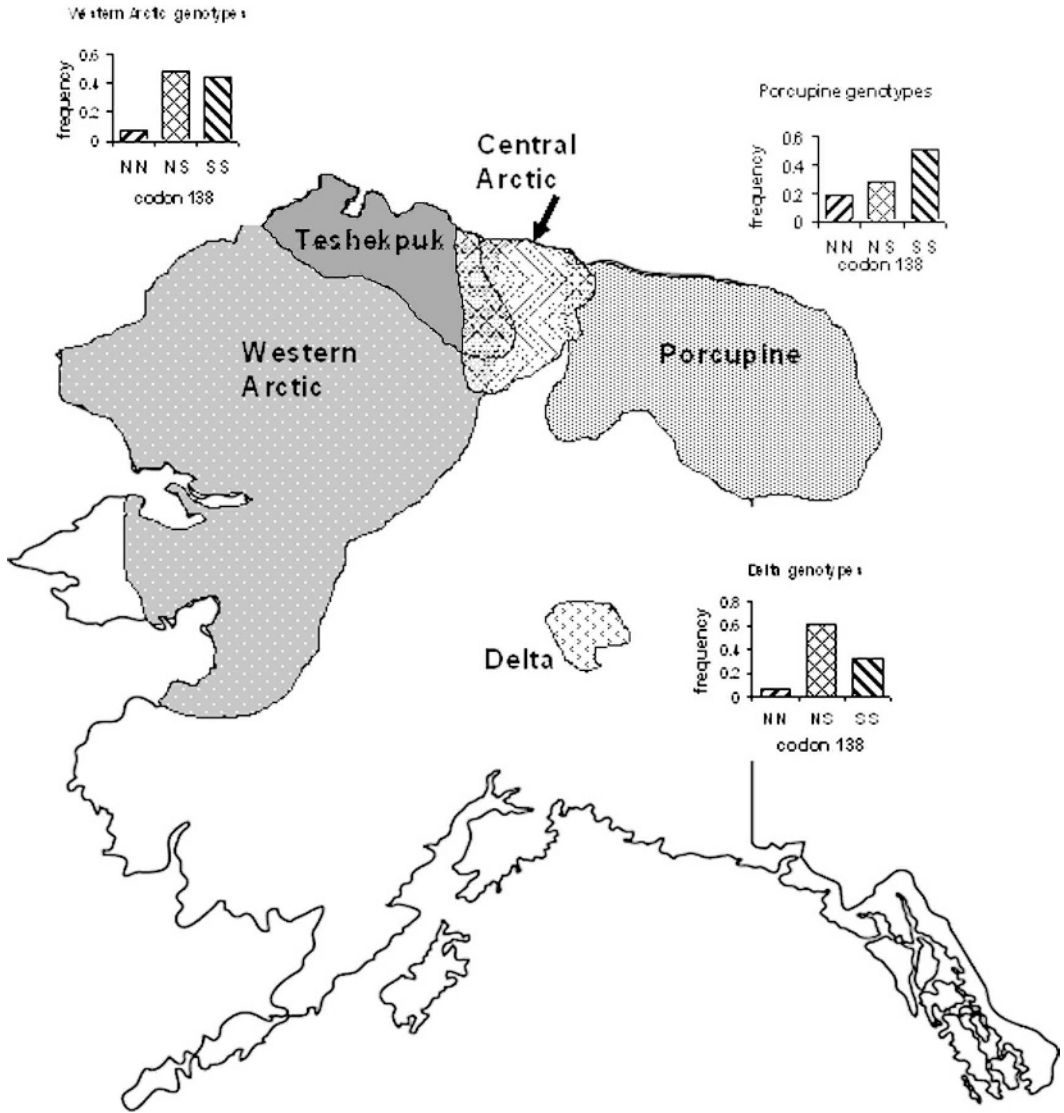 Western Arctic genotypes
frequency
0.6
0.4
0.2
0
NN NS SS
codon 138
Porcupine genotypes
frequency
0.6
0.4
0.2
0
NN NS SS
codon 138
Central
Arctic
Teshekpuk
Western
Arctic
Porcupine
Delta genotypes
frequency
0.8
0.6
0.4
0.2
0
NN NS SS
codon 138
Delta